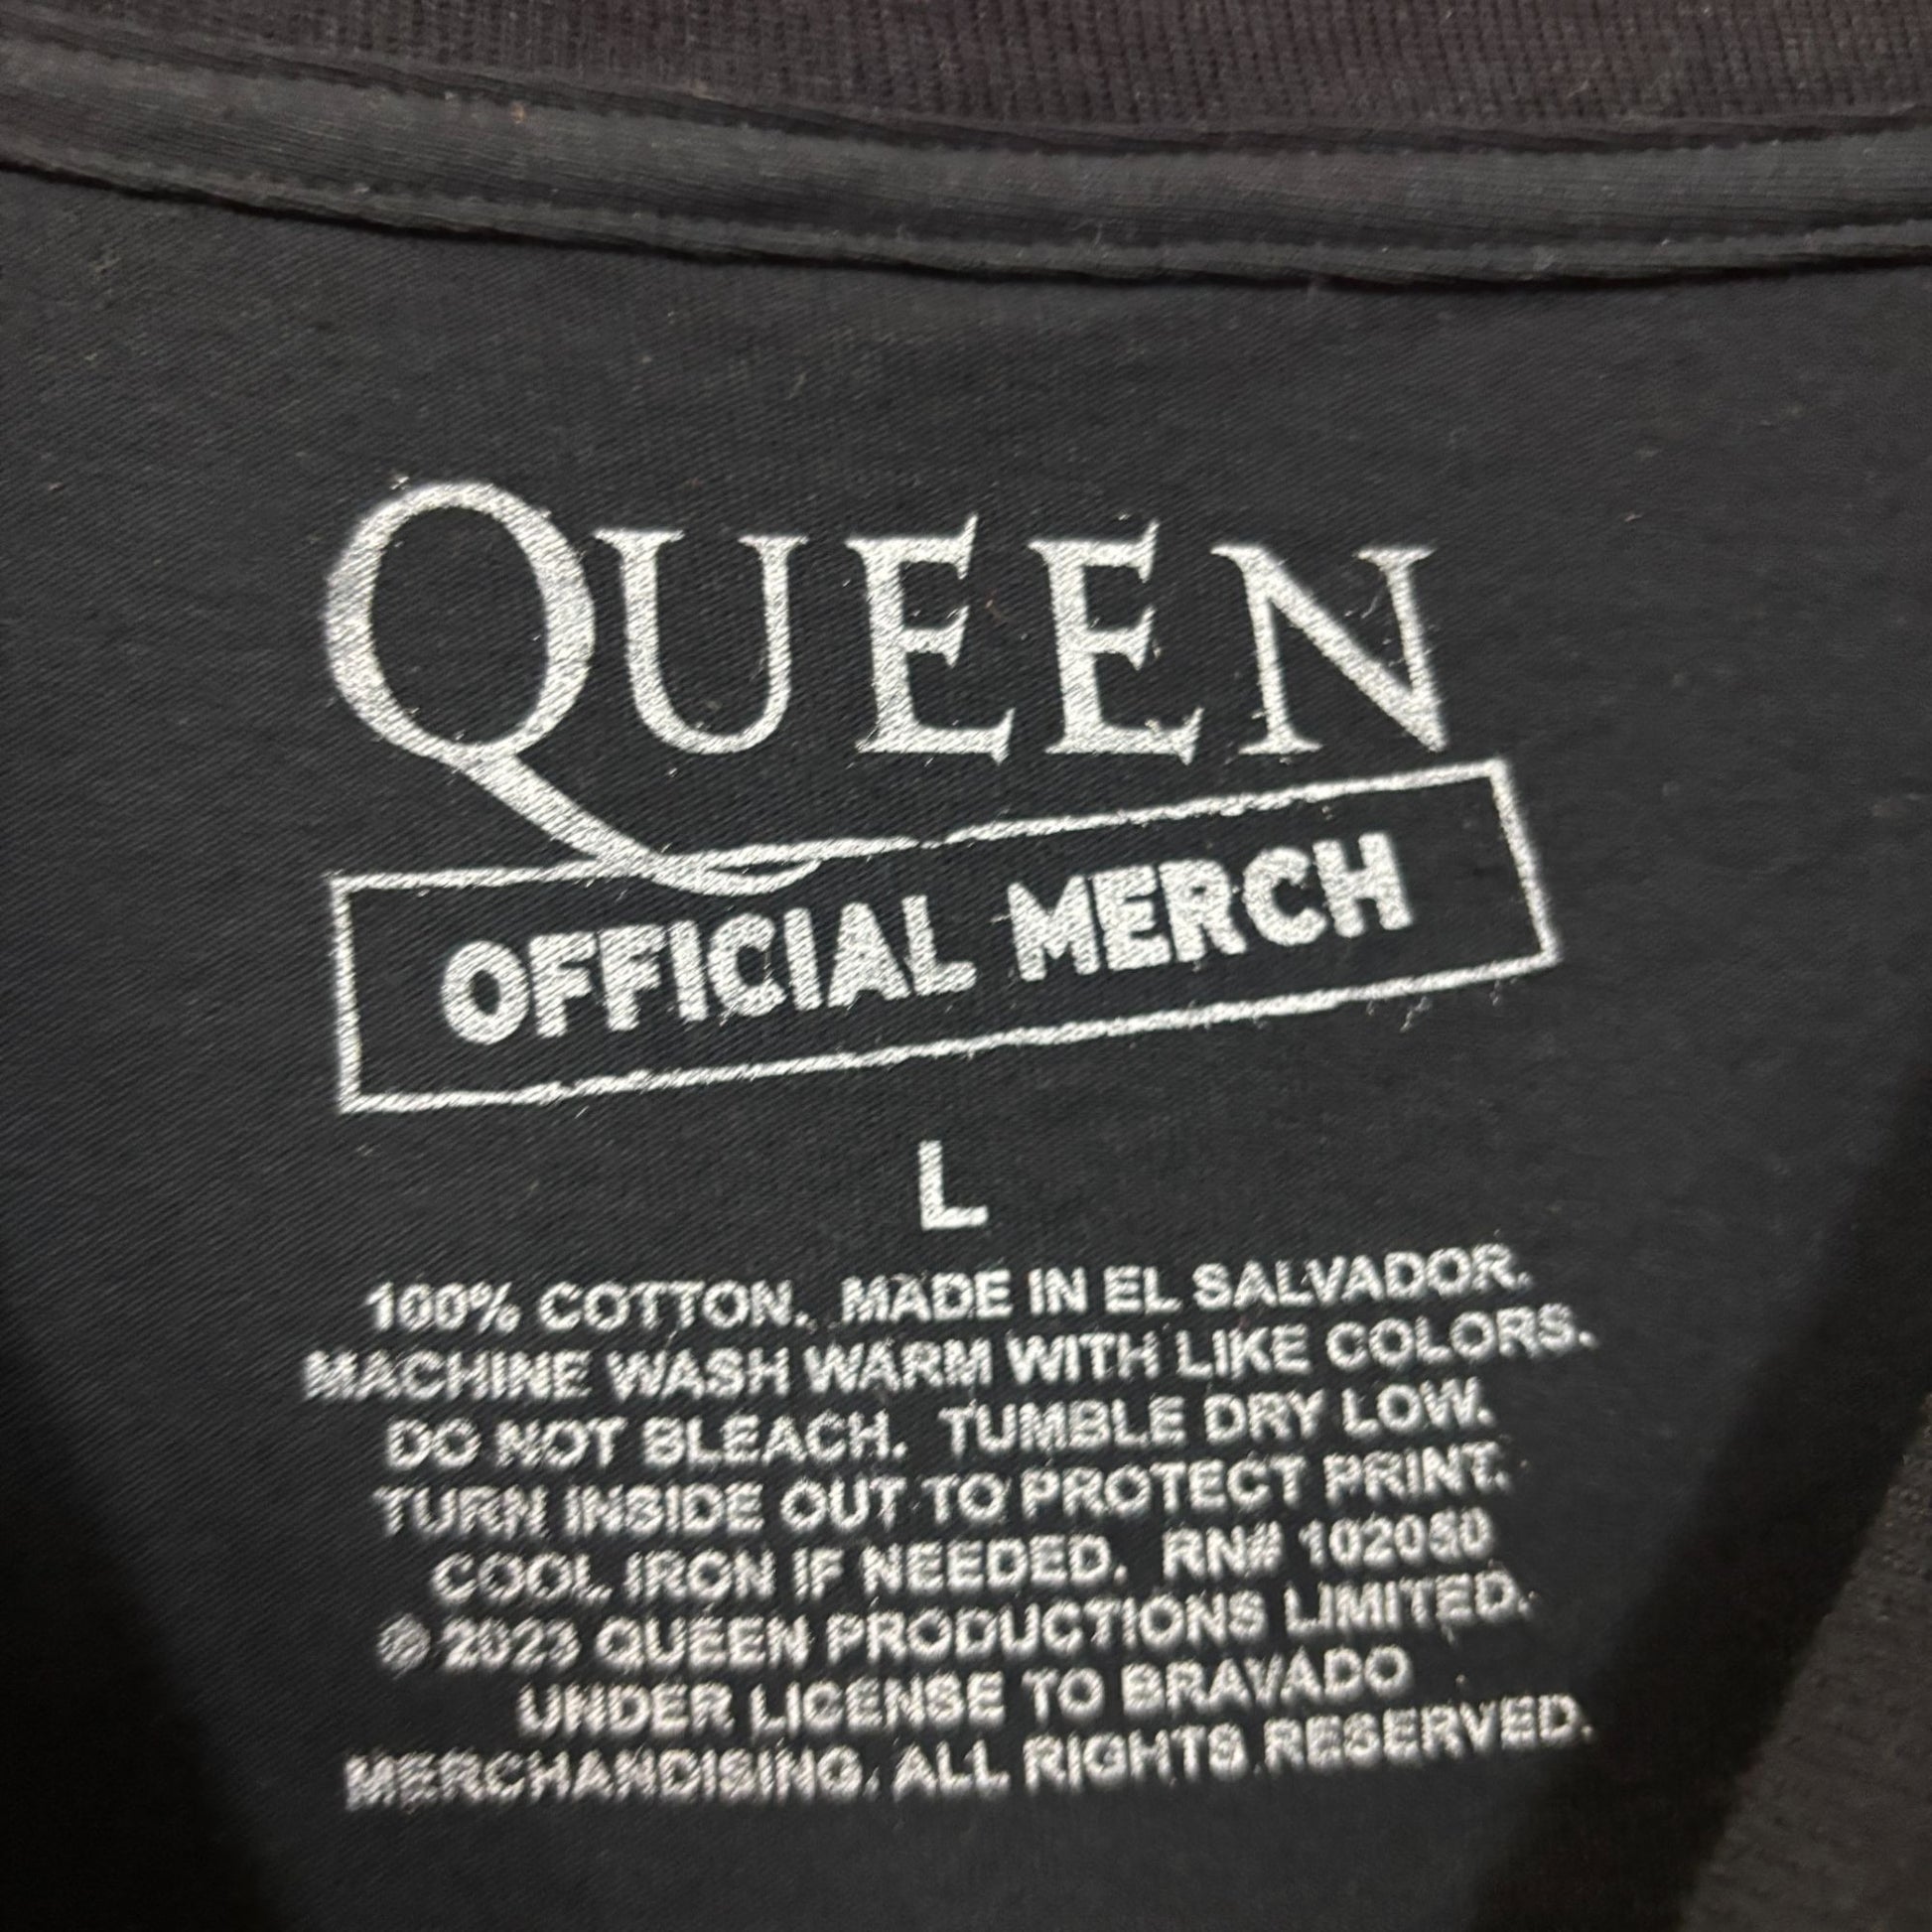 QUEEN
OFFICIAL MERCH
L
100% COTTON. MADE IN EL SALVADOR.
MACHINE WASH WARM WITH LIKE COLORS.
DO NOT BLEACH. TUMBLE DRY LOW.
TURN INSIDE OUT TO PROTECT PRINT.
COOL IRON IF NEEDED. RN# 102050
© 2023 QUEEN PRODUCTIONS LIMITED.
UNDER LICENSE TO BRAVADO
MERCHANDISING. ALL RIGHTS RESERVED.